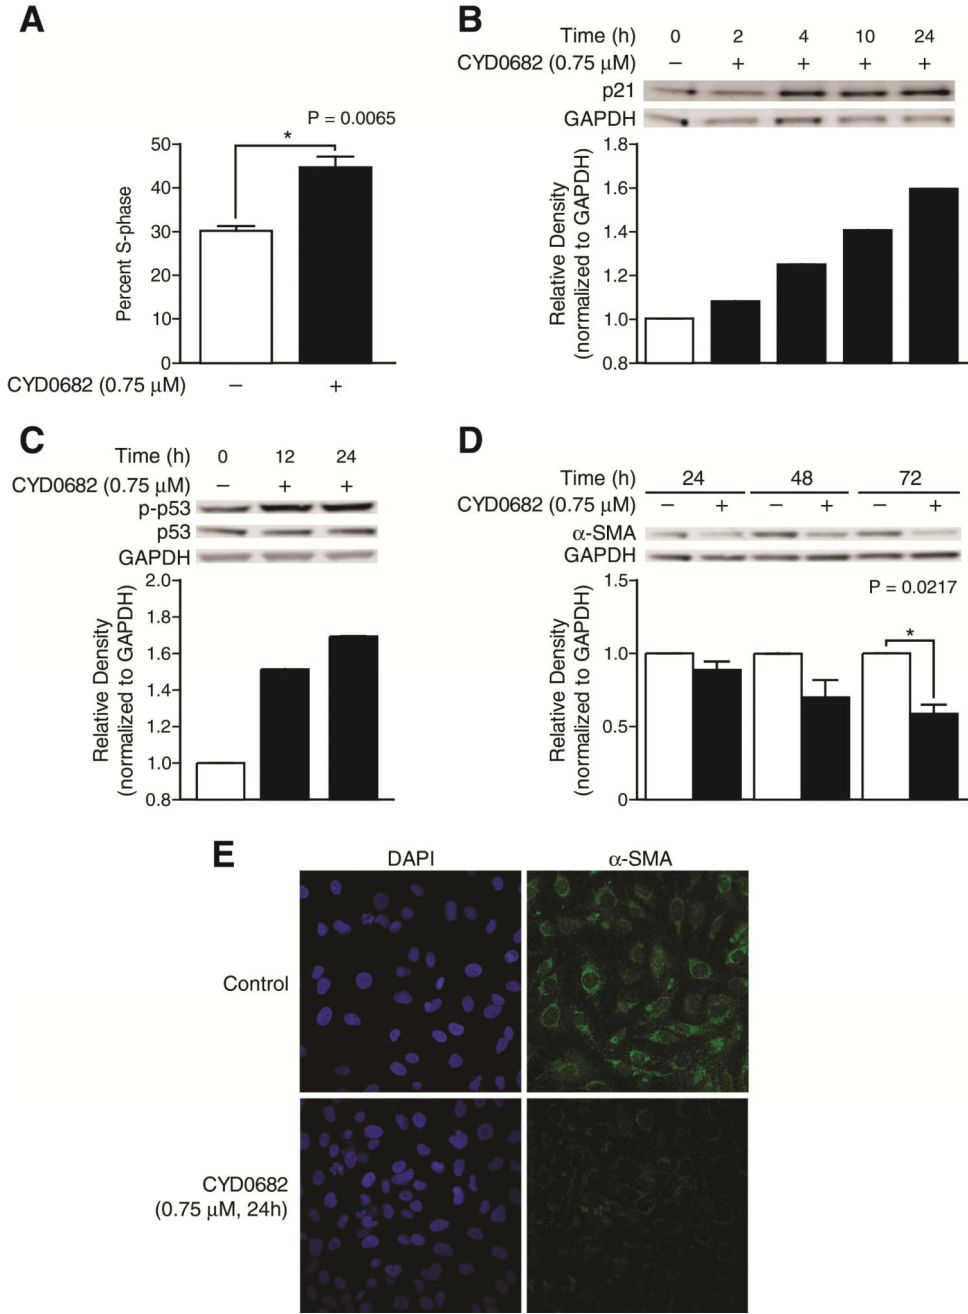 A
P = 0.0065
*
50
40
30
20
10
0
Percent S-phase
CYD0682 (0.75 μM) – +
B
Time (h) 0 2 4 10 24
CYD0682 (0.75 μM) – + + + +
p21
GAPDH
1.8
1.6
1.4
1.2
1.0
0.8
Relative Density
(normalized to GAPDH)
C
Time (h) 0 12 24
CYD0682 (0.75 μM) – + +
p-p53
p53
GAPDH
2.0
1.8
1.6
1.4
1.2
1.0
0.8
Relative Density
(normalized to GAPDH)
D
Time (h) 24 48 72
CYD0682 (0.75 μM) – + – + – +
α-SMA
GAPDH
1.5
P = 0.0217
*
1.0
0.5
0
Relative Density
(normalized to GAPDH)
E
DAPI α-SMA
Control
CYD0682
(0.75 μM, 24h)